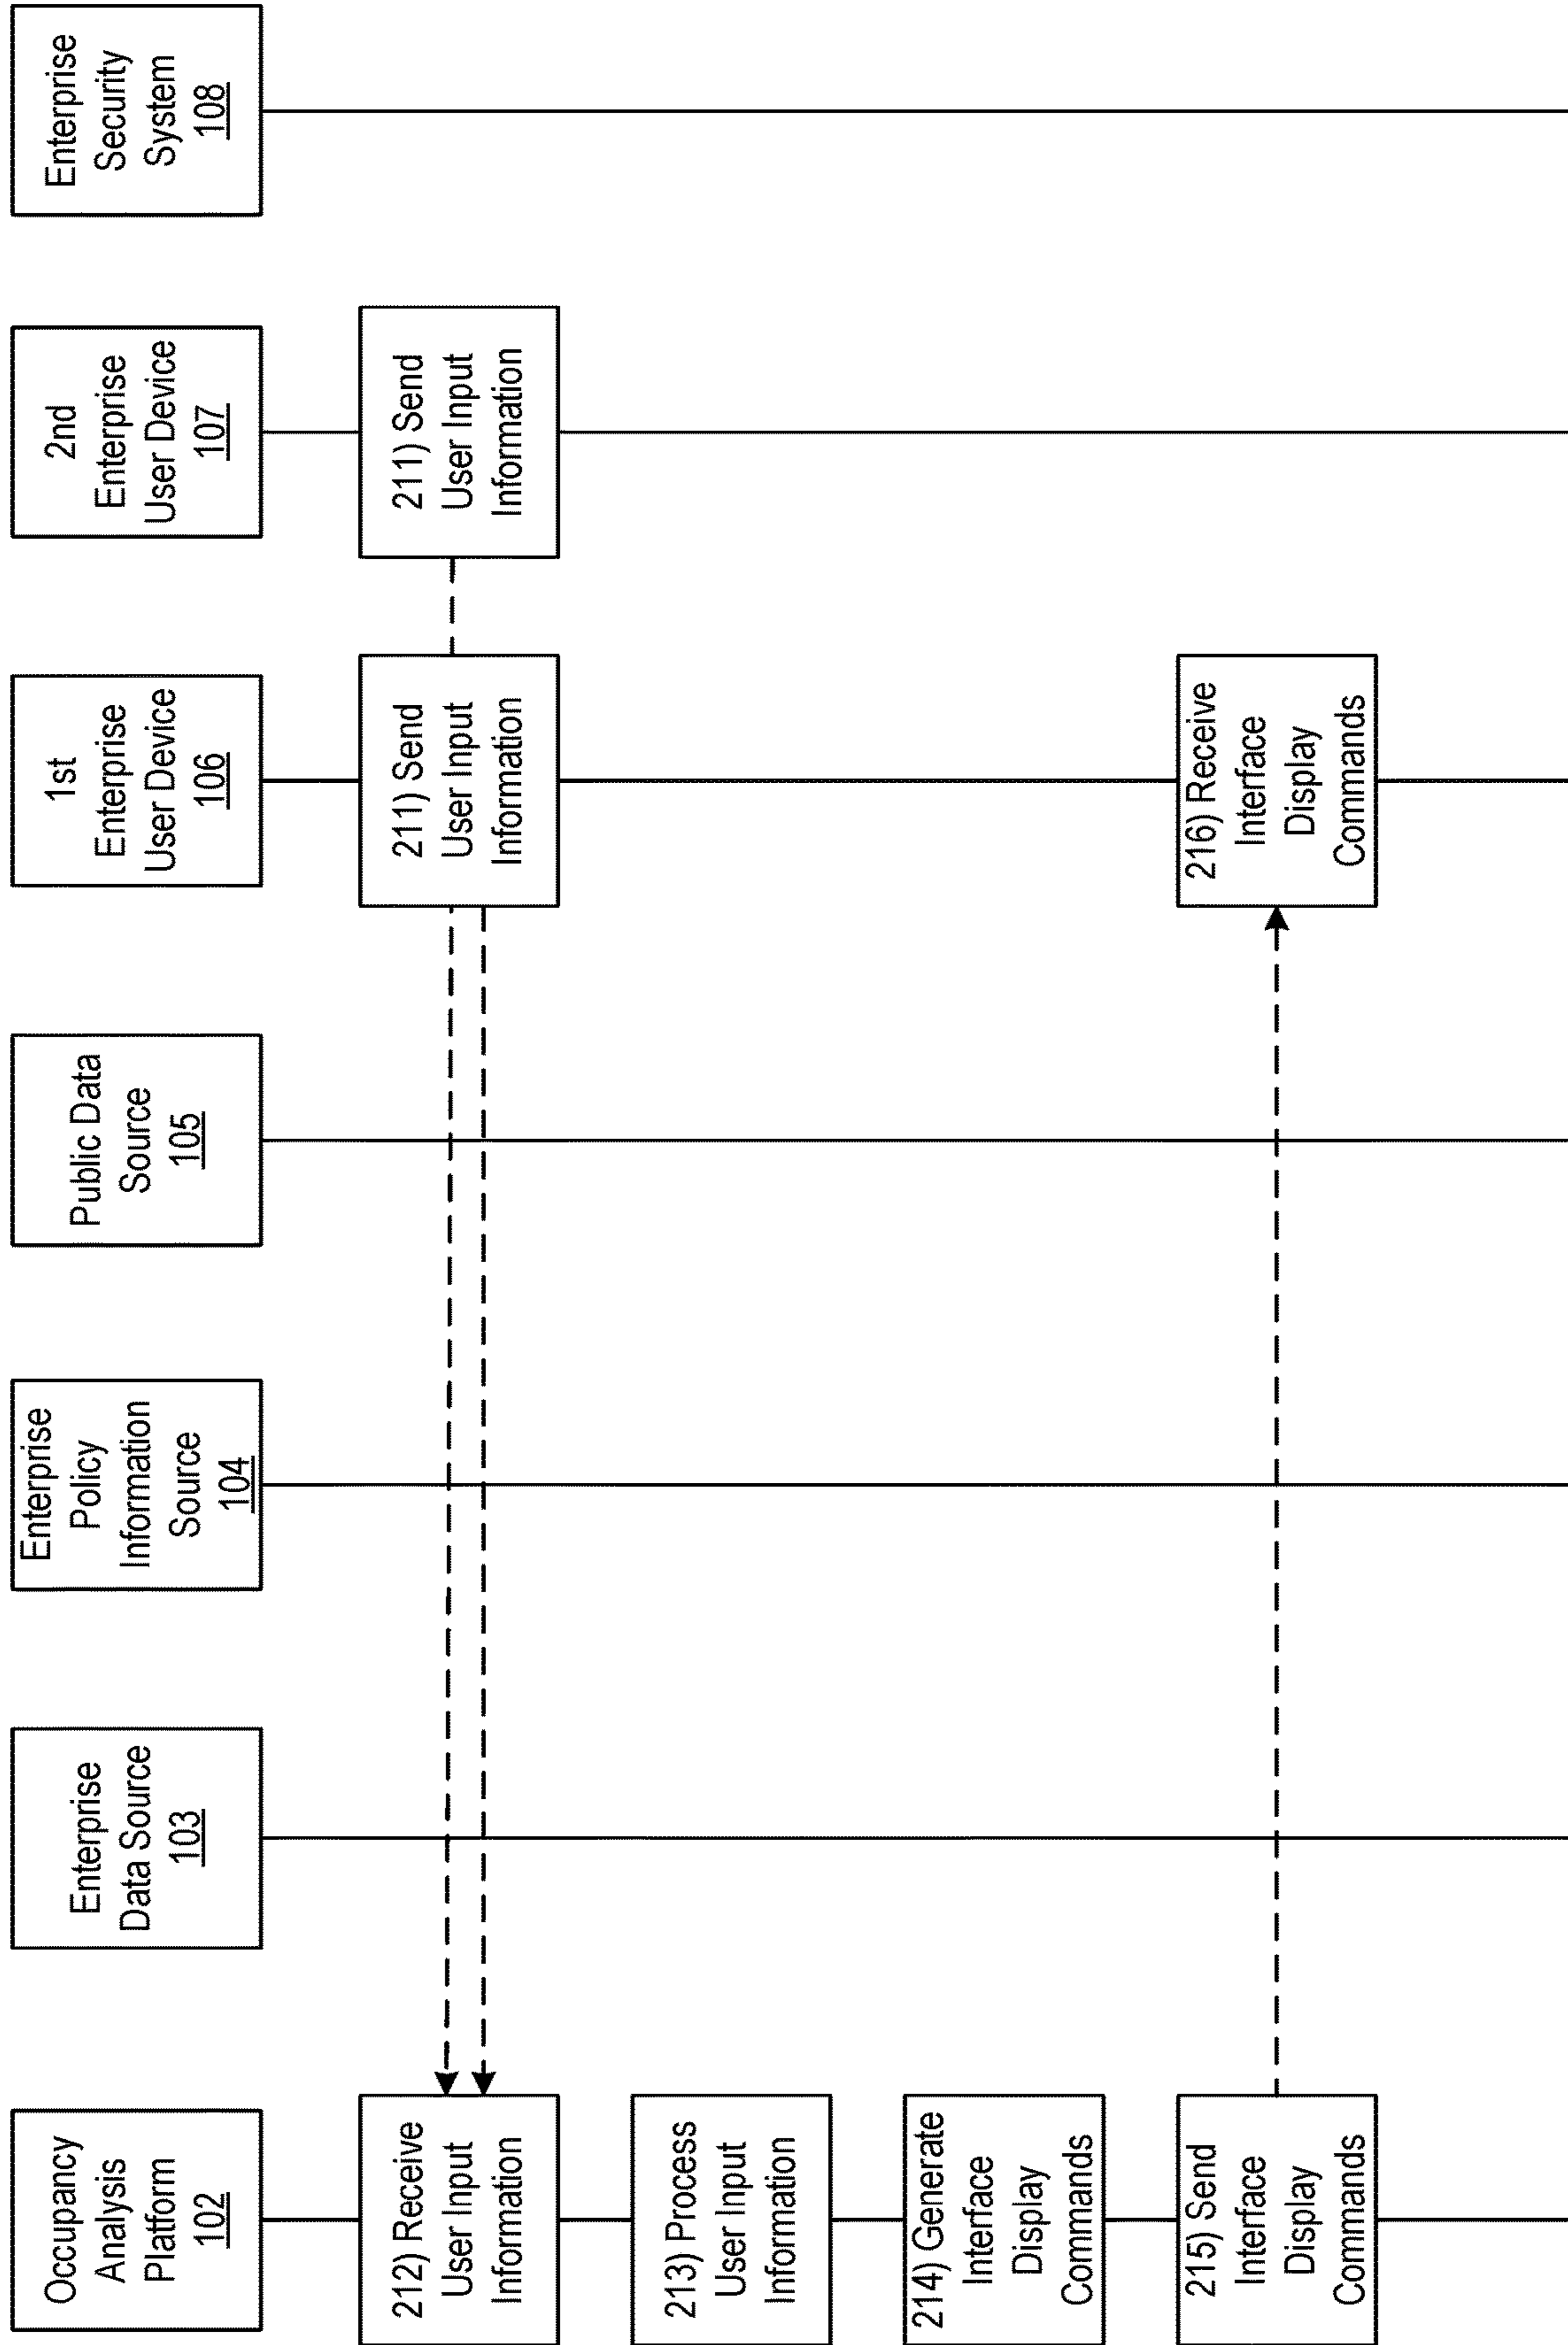 Occupancy
Analysis
Platform
102
Enterprise
Data Source
103
Enterprise
Policy
Information
Source
104
Public Data
Source
105
1st
Enterprise
User Device
106
2nd
Enterprise
User Device
107
Enterprise
Security
System
108
212) Receive
User Input
Information
211) Send
User Input
Information
211) Send
User Input
Information
213) Process
User Input
Information
214) Generate
Interface
Display
Commands
215) Send
Interface
Display
Commands
216) Receive
Interface
Display
Commands